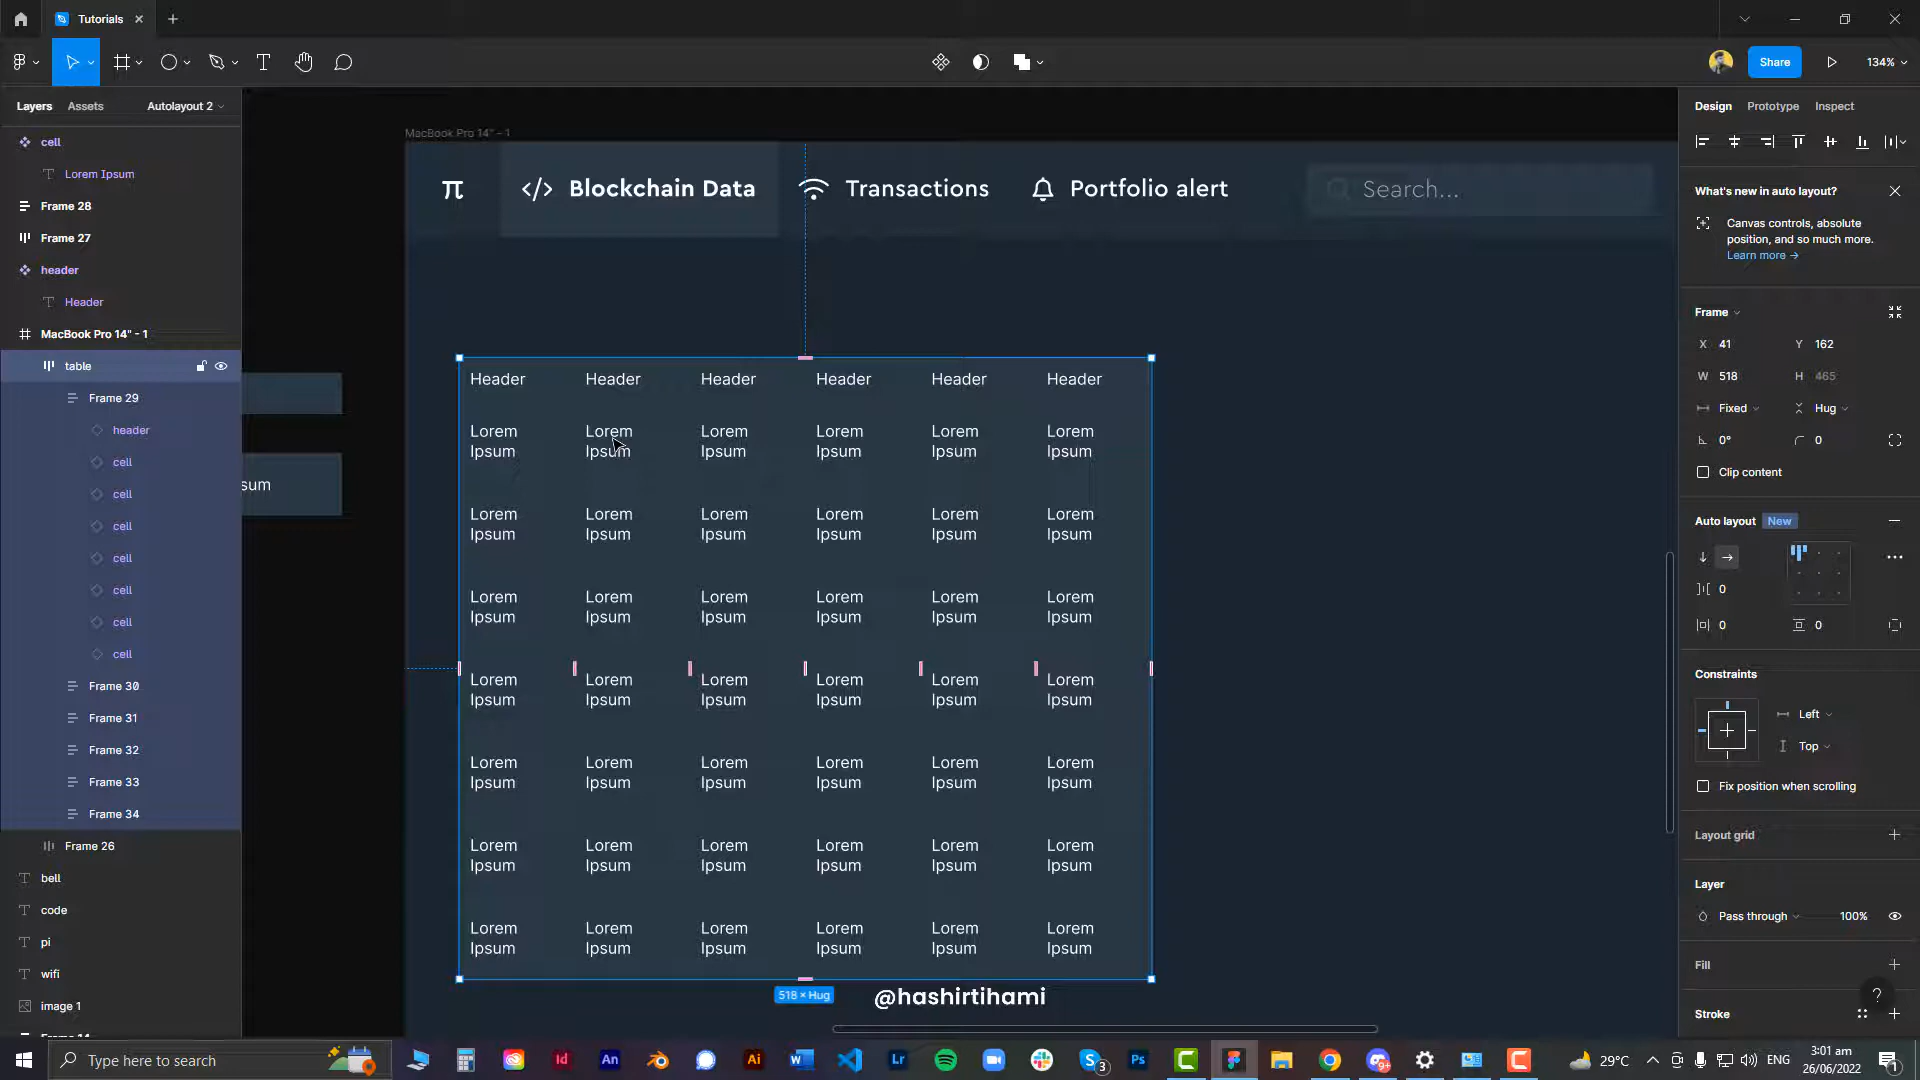 Tutorials
Share
134%
Layers
Assets
Autolayout 2
Design
Prototype
Inspect
cell
Lorem Ipsum
Frame 28
Frame 27
header
Header
MacBook Pro 14" - 1
table
Frame 29
header
cell
cell
cell
cell
cell
cell
cell
Frame 30
Frame 31
Frame 32
Frame 33
Frame 34
Frame 26
bell
code
pi
wifi
image 1
sum
MacBook Pro 14" - 1
π
</> Blockchain Data
Transactions
Portfolio alert
Search...
Header Header Header Header Header Header
Lorem Lorem Lorem Lorem Lorem Lorem
Ipsum Ipsum Ipsum Ipsum Ipsum Ipsum
Lorem Lorem Lorem Lorem Lorem Lorem
Ipsum Ipsum Ipsum Ipsum Ipsum Ipsum
Lorem Lorem Lorem Lorem Lorem Lorem
Ipsum Ipsum Ipsum Ipsum Ipsum Ipsum
Lorem Lorem Lorem Lorem Lorem Lorem
Ipsum Ipsum Ipsum Ipsum Ipsum Ipsum
Lorem Lorem Lorem Lorem Lorem Lorem
Ipsum Ipsum Ipsum Ipsum Ipsum Ipsum
Lorem Lorem Lorem Lorem Lorem Lorem
Ipsum Ipsum Ipsum Ipsum Ipsum Ipsum
Lorem Lorem Lorem Lorem Lorem Lorem
Ipsum Ipsum Ipsum Ipsum Ipsum Ipsum
518 × Hug
@hashirtihami
What's new in auto layout?
Canvas controls, absolute
position, and so much more.
Learn more →
Frame
X 41 Y 162
W 518 H 465
Fixed Hug
0° 0
Clip content
Auto layout New
0
0 0
Constraints
Left
Top
Fix position when scrolling
Layout grid
Layer
Pass through 100%
Fill
Stroke
?
Type here to search
Id
An
Ai
W
Lr
S
3
Ps
9+
29°C
ENG
3:01 am
26/06/2022
1